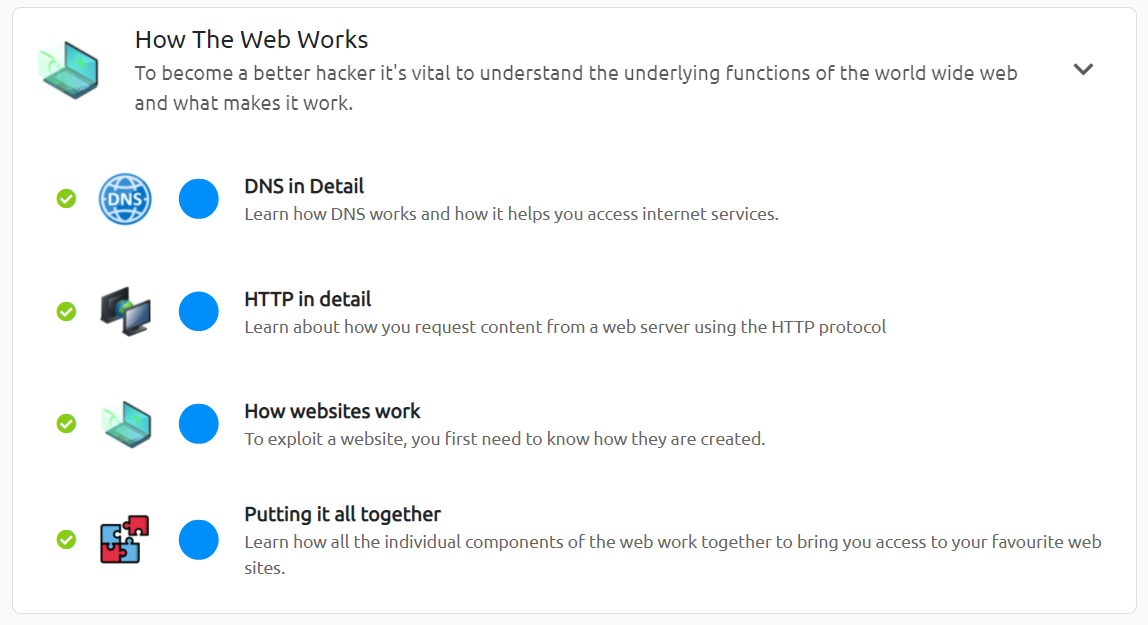 How The Web Works
To become a better hacker it's vital to understand the underlying functions of the world wide web
and what makes it work.
DNS in Detail
DNS
Learn how DNS works and how it helps you access internet services.
HTTP in detail
Learn about how you request content from a web server using the HTTP protocol
How websites work
To exploit a website, you first need to know how they are created.
Putting it all together
Learn how all the individual components of the web work together to bring you access to your favourite web
sites.